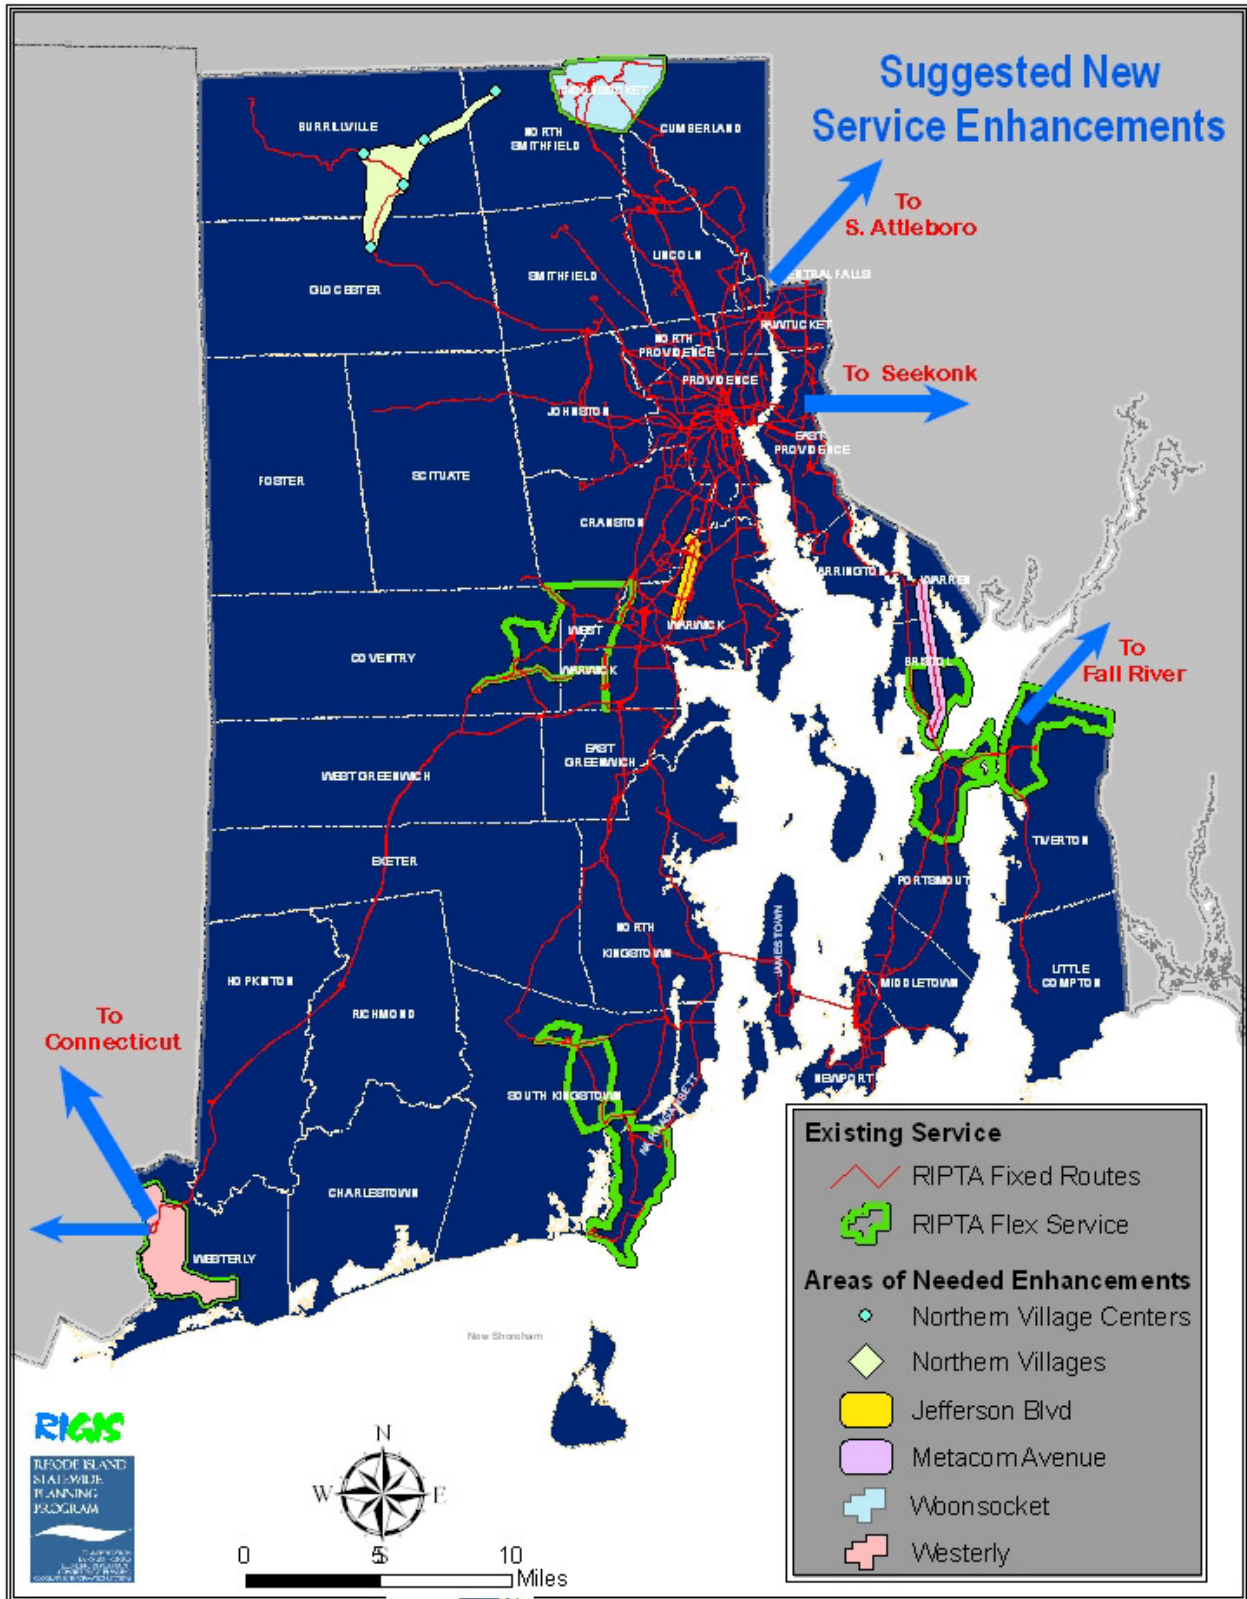 Suggested New
Service Enhancements
BURRILLVILLE
NORTH
SMITHFIELD
CUMBERLAND
To
S. Attleboro
LINCOLN
SMITHFIELD
GLOCESTER
PAWTUCKET
NORTH
PROVIDENCE
PROVIDENCE
To Seekonk
JOHNSTON
EAST
PROVIDENCE
SCITUATE
FOSTER
CRANSTON
WARREN
WEST
WARWICK
WARWICK
COVENTRY
BRISTOL
To
Fall River
EAST
GREENWICH
WEST GREENWICH
TIVERTON
EXETER
JAMESTOWN
NORTH
KINGSTOWN
HOPKINTON
MIDDLETOWN
LITTLE
COMPTON
RICHMOND
To
Connecticut
NEWPORT
SOUTH KINGSTOWN
NARRAGANSETT
CHARLESTOWN
WESTERLY
New Shoreham
Existing Service
RIPTA Fixed Routes
RIPTA Flex Service
Areas of Needed Enhancements
Northern Village Centers
Northern Villages
Jefferson Blvd
Metacom Avenue
Woonsocket
Westerly
RIGIS
RHODE ISLAND
STATEWIDE
PLANNING
PROGRAM
N
W
E
S
0 5 10
Miles